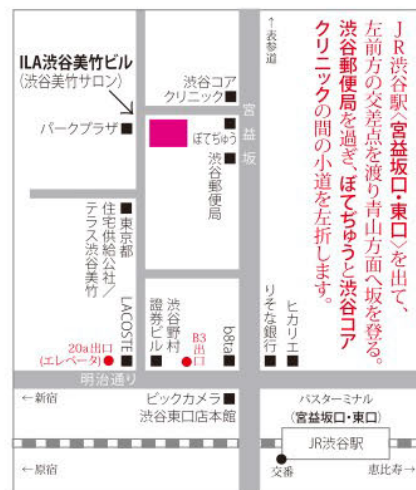 JR渋谷駅〈宮益坂口・東口〉を出て、
左前方の交差点を渡り青山方面へ坂を登る。
渋谷郵便局を過ぎ、ぼてぢゅうと渋谷コア
クリニックの間の小道を左折します。
↑表参道
ILA渋谷美竹ビル
(渋谷美竹サロン)
渋谷コア
クリニック
宮益坂
パークプラザ
ぼてぢゅう
渋谷郵便局
東京都
住宅供給公社/
テラス渋谷美竹
LACOSTE
20a出口
(エレベータ)
渋谷野村
證券ビル
B3
出口
b8ta
りそな銀行
ヒカリエ
明治通り
←新宿
ビックカメラ
渋谷東口店本館
バスターミナル
(宮益坂口・東口)
JR渋谷駅
←原宿
交番
恵比寿→